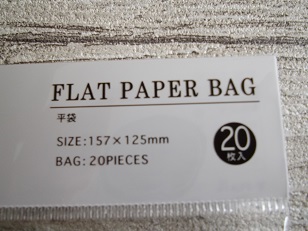 FLAT PAPER BAG
平袋
SIZE:157×125mm
BAG: 20PIECES
20
枚入